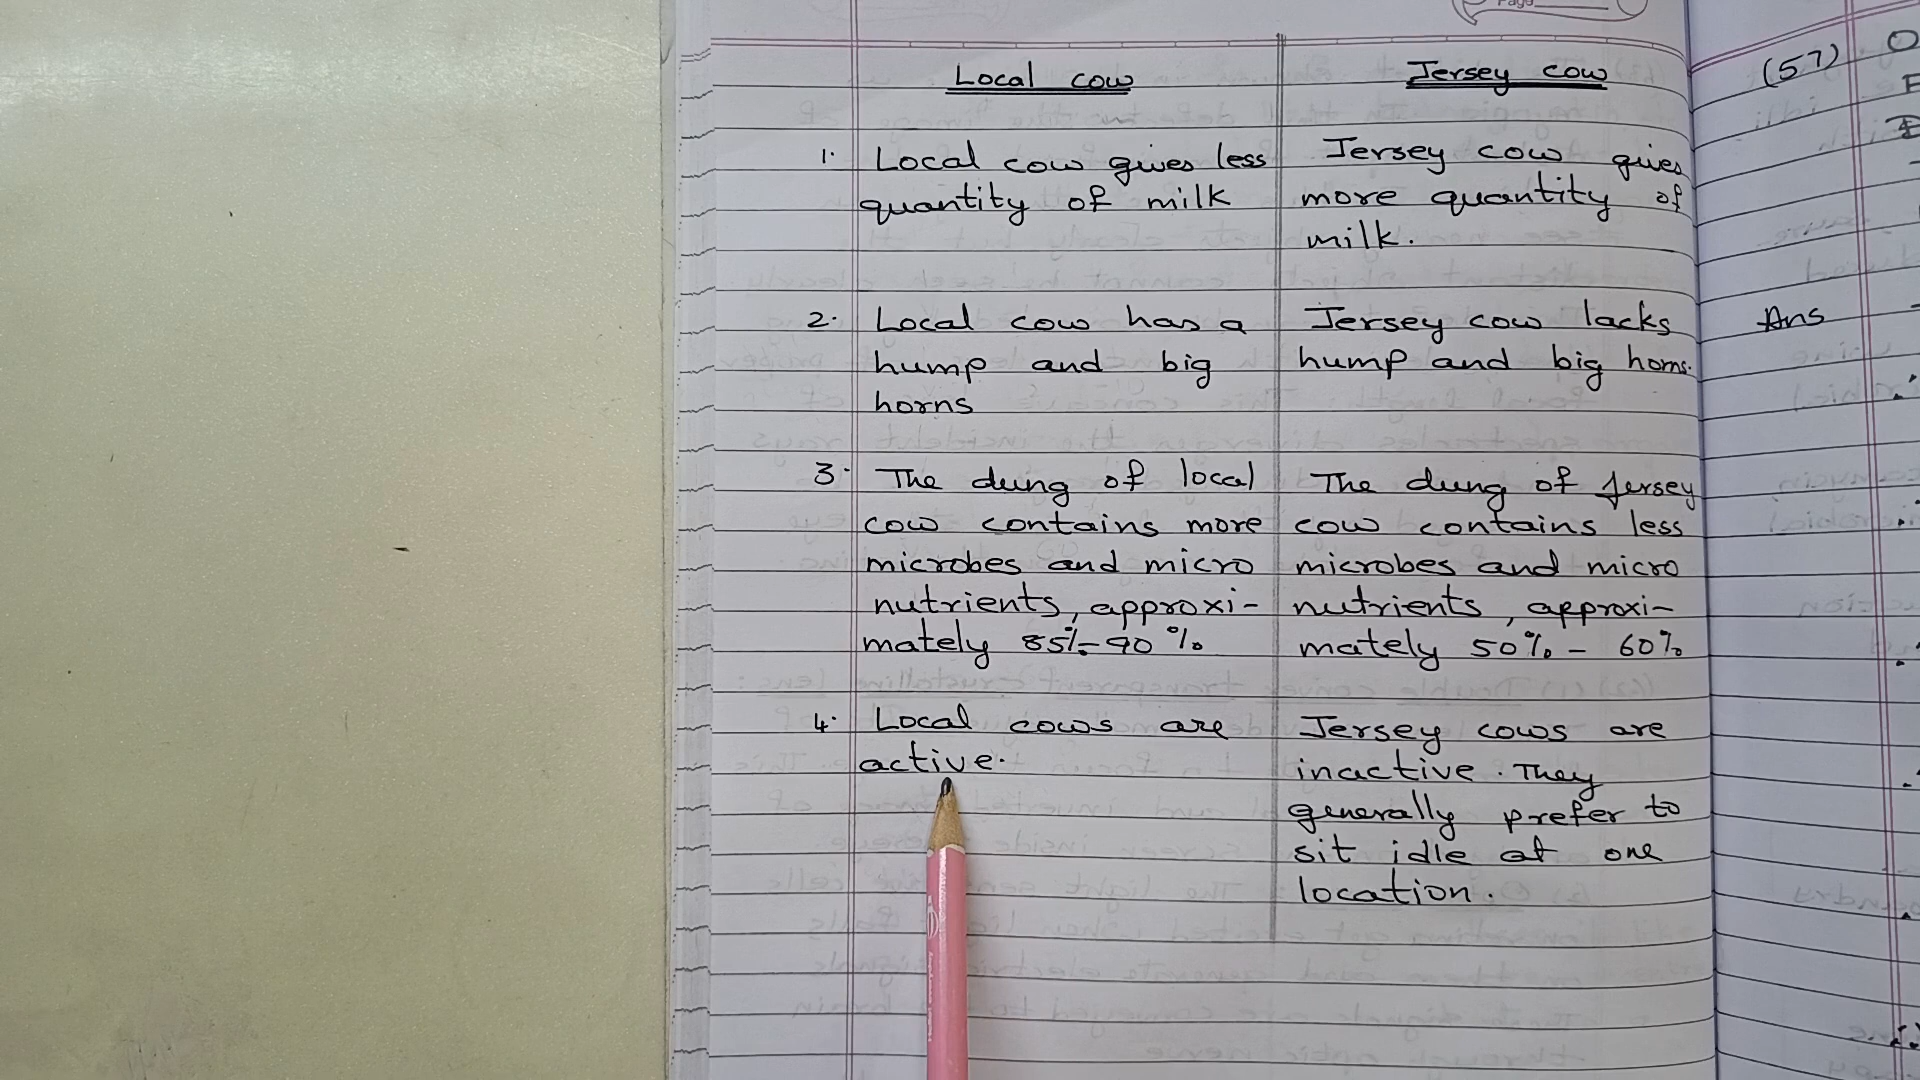 Page
Local cow Jersey cow
1. Local cow gives less Jersey cow gives
quantity of milk more quantity of
milk.
2. Local cow has a Jersey cow lacks
hump and big hump and big horns.
horns
3. The dung of local The dung of Jersey
cow contains more cow contains less
microbes and micro microbes and micro
nutrients, approxi- nutrients, approxi-
mately 85%-90% mately 50% - 60%
4. Local cows are Jersey cows are
active. inactive. They
generally prefer to
sit idle at one
location.
(57)
Ans